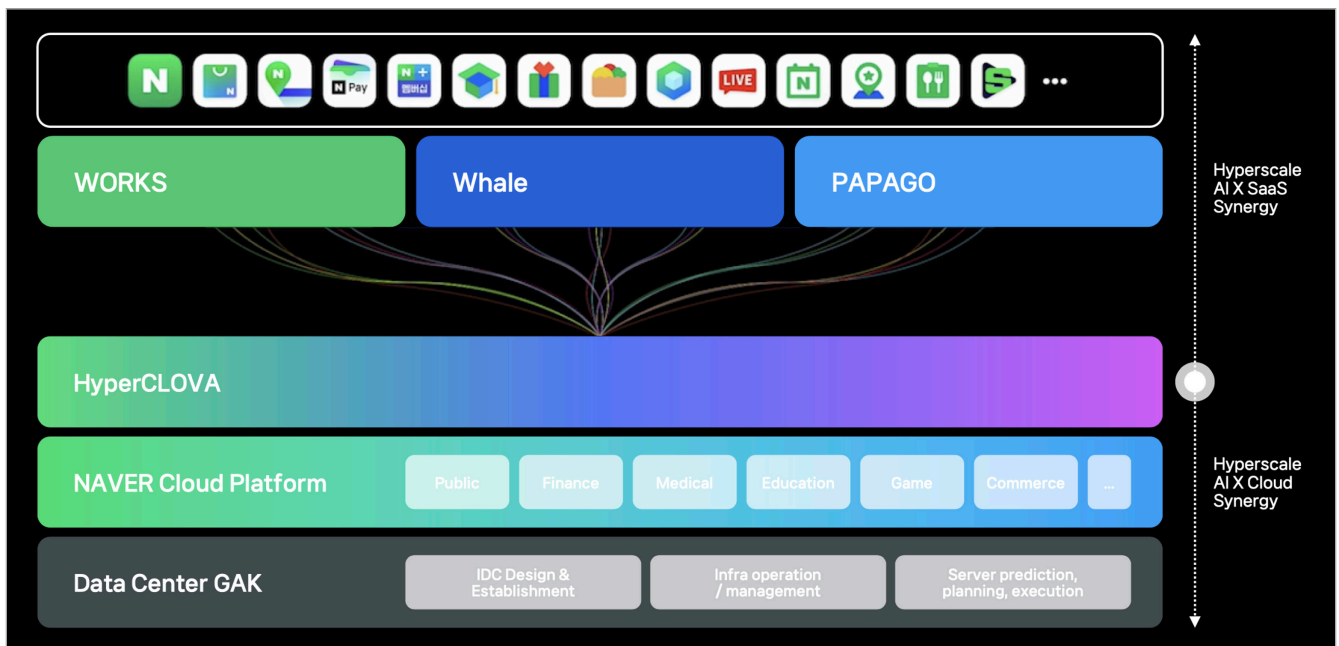 N
N
N
N Pay
N +
멤버십
LIVE
N
S
...
WORKS
Whale
PAPAGO
Hyperscale
AI X SaaS
Synergy
HyperCLOVA
NAVER Cloud Platform
Public
Finance
Medical
Education
Game
Commerce
...
Hyperscale
AI X Cloud
Synergy
Data Center GAK
IDC Design &
Establishment
Infra operation
/ management
Server prediction,
planning, execution